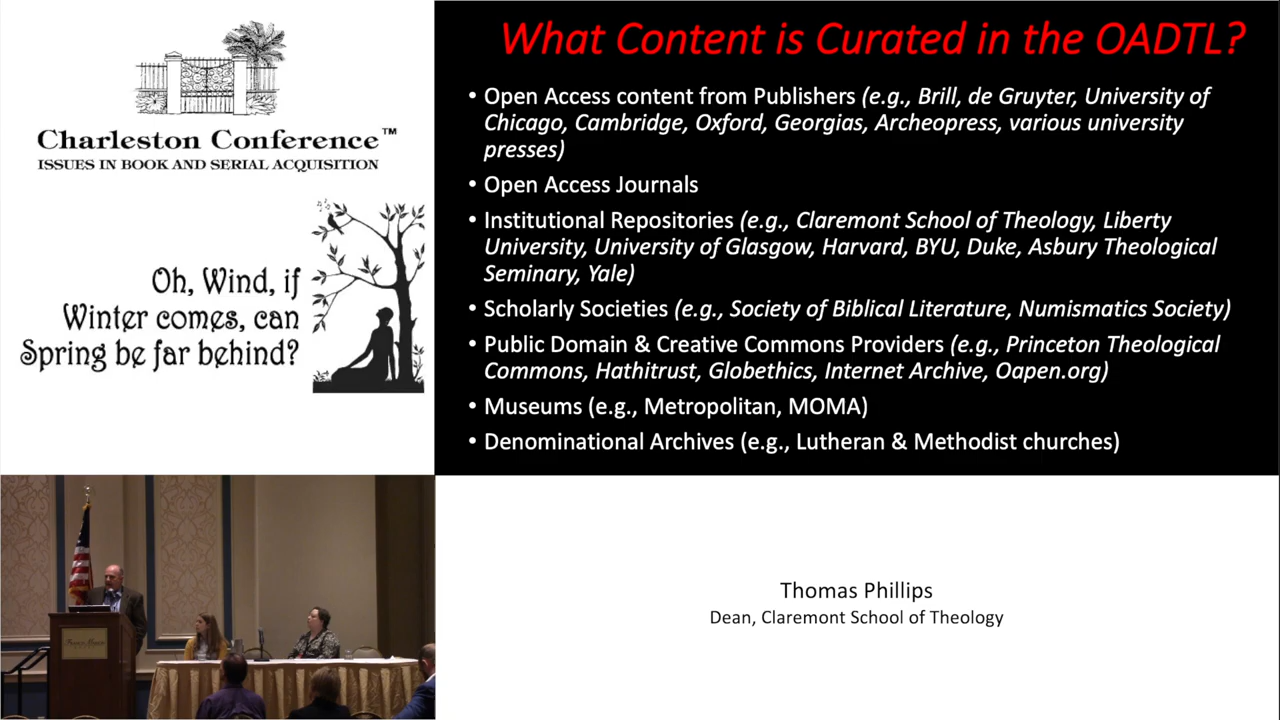 Charleston Conference™
ISSUES IN BOOK AND SERIAL ACQUISITION
Oh, Wind, if
Winter comes, can
Spring be far behind?
What Content is Curated in the OADTL?
• Open Access content from Publishers (e.g., Brill, de Gruyter, University of
Chicago, Cambridge, Oxford, Georgias, Archeopress, various university
presses)
• Open Access Journals
• Institutional Repositories (e.g., Claremont School of Theology, Liberty
University, University of Glasgow, Harvard, BYU, Duke, Asbury Theological
Seminary, Yale)
• Scholarly Societies (e.g., Society of Biblical Literature, Numismatics Society)
• Public Domain & Creative Commons Providers (e.g., Princeton Theological
Commons, Hathitrust, Globethics, Internet Archive, Oapen.org)
• Museums (e.g., Metropolitan, MOMA)
• Denominational Archives (e.g., Lutheran & Methodist churches)
Thomas Phillips
Dean, Claremont School of Theology